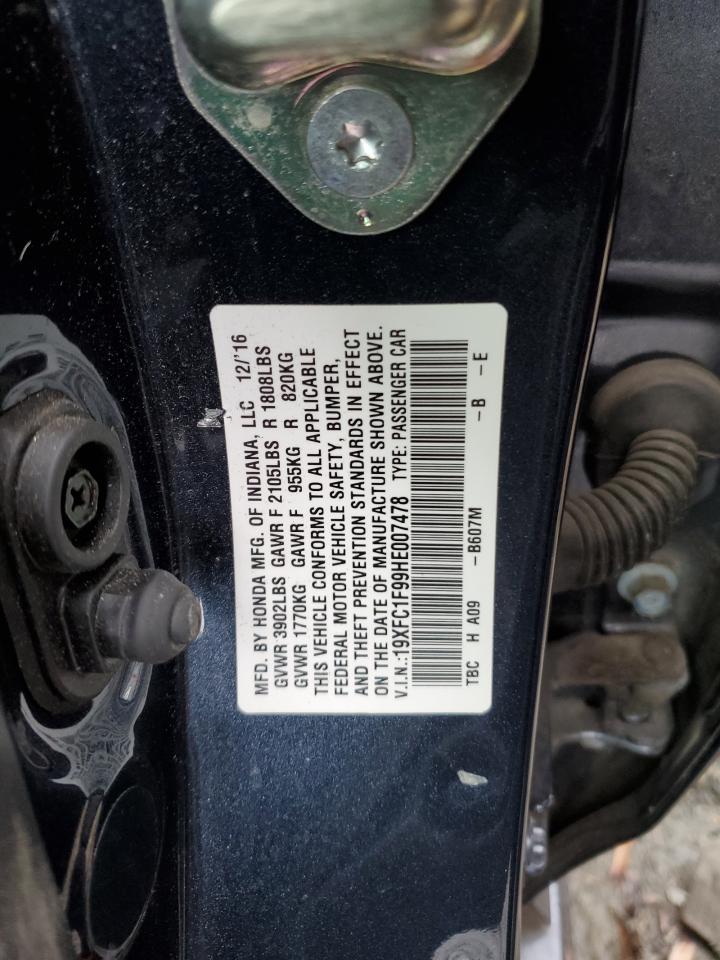 MFD. BY HONDA MFG. OF INDIANA, LLC 12/'16
GVWR 3902LBS GAWR F 2105LBS R 1808LBS
GVWR 1770KG GAWR F 955KG R 820KG
THIS VEHICLE CONFORMS TO ALL APPLICABLE
FEDERAL MOTOR VEHICLE SAFETY, BUMPER,
AND THEFT PREVENTION STANDARDS IN EFFECT
ON THE DATE OF MANUFACTURE SHOWN ABOVE.
V.I.N.:19XFC1F99HE007478 TYPE: PASSENGER CAR
TBC H A09 -B607M -B -E